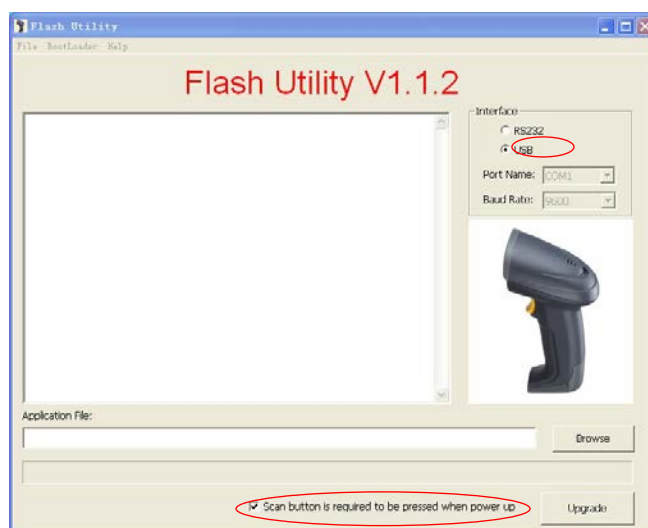 Flash Utility
File BootLoader Help
Flash Utility V1.1.2
Interface
RS232
USB
Port Name: COM1
Baud Rate: 9600
Application File:
Browse
Scan button is required to be pressed when power up
Upgrade